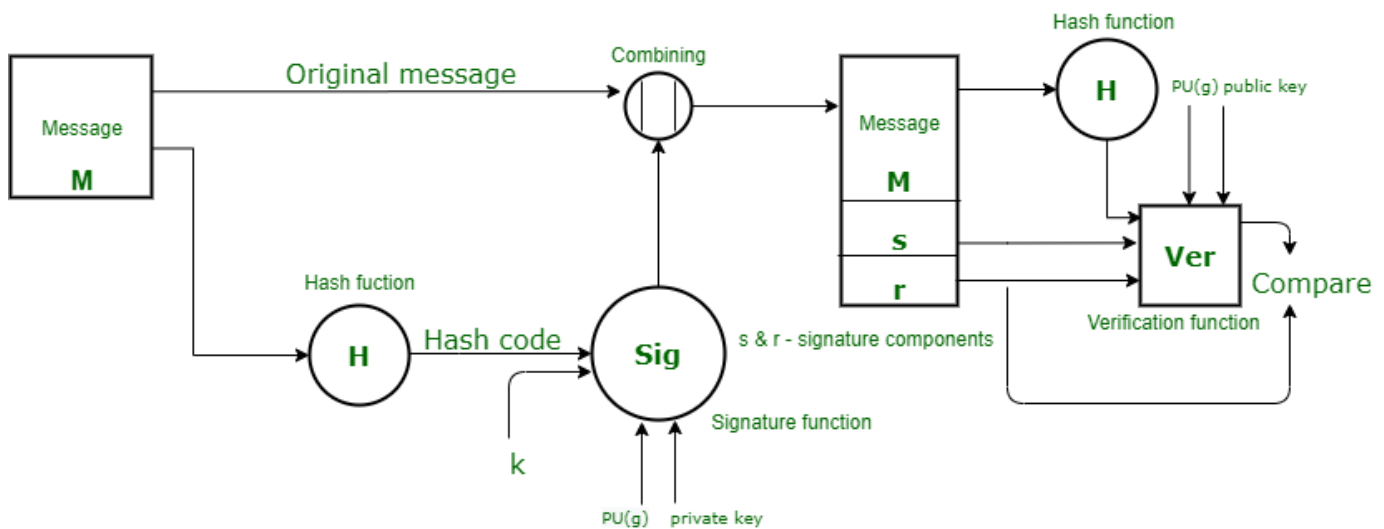 Message
M
Original message
Combining
Hash fuction
H
Hash code
k
Sig
PU(g)
private key
Signature function
s & r - signature components
Message
M
s
r
Hash function
H
PU(g) public key
Ver
Verification function
Compare